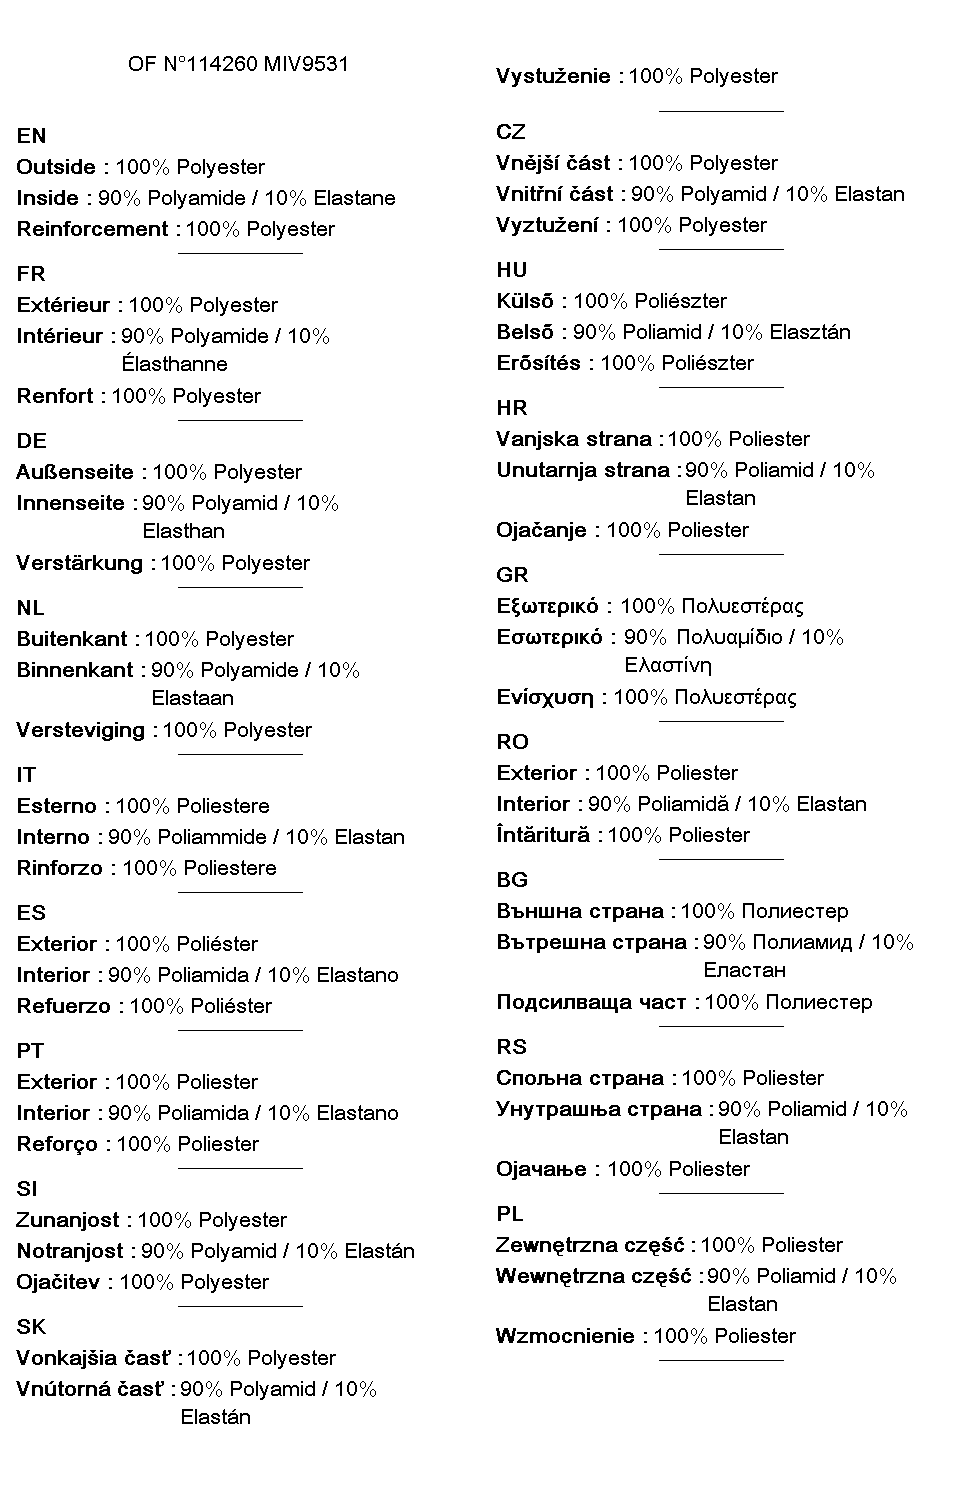 OF N°114260 MIV9531
EN
Outside : 100% Polyester
Inside : 90% Polyamide / 10% Elastane
Reinforcement : 100% Polyester
FR
Extérieur : 100% Polyester
Intérieur : 90% Polyamide / 10%
Élasthanne
Renfort : 100% Polyester
DE
Außenseite : 100% Polyester
Innenseite : 90% Polyamid / 10%
Elasthan
Verstärkung : 100% Polyester
NL
Buitenkant : 100% Polyester
Binnenkant : 90% Polyamide / 10%
Elastaan
Versteviging : 100% Polyester
IT
Esterno : 100% Poliestere
Interno : 90% Poliammide / 10% Elastan
Rinforzo : 100% Poliestere
ES
Exterior : 100% Poliéster
Interior : 90% Poliamida / 10% Elastano
Refuerzo : 100% Poliéster
PT
Exterior : 100% Poliester
Interior : 90% Poliamida / 10% Elastano
Reforço : 100% Poliester
SI
Zunanjost : 100% Polyester
Notranjost : 90% Polyamid / 10% Elastán
Ojačitev : 100% Polyester
SK
Vonkajšia časť : 100% Polyester
Vnútorná časť : 90% Polyamid / 10%
Elastán
Vystuženie : 100% Polyester
CZ
Vnější část : 100% Polyester
Vnitřní část : 90% Polyamid / 10% Elastan
Vyztužení : 100% Polyester
HU
Külsõ : 100% Poliészter
Belsõ : 90% Poliamid / 10% Elasztán
Erõsítés : 100% Poliészter
HR
Vanjska strana : 100% Poliester
Unutarnja strana : 90% Poliamid / 10%
Elastan
Ojačanje : 100% Poliester
GR
Εξωτερικό : 100% Πολυεστέρας
Εσωτερικό : 90% Πολυαμίδιο / 10%
Ελαστίνη
Ενίσχυση : 100% Πολυεστέρας
RO
Exterior : 100% Poliester
Interior : 90% Poliamidă / 10% Elastan
Întăritură : 100% Poliester
BG
Външна страна : 100% Полиестер
Вътрешна страна : 90% Полиамид / 10%
Еластан
Подсилваща част : 100% Полиестер
RS
Спољна страна : 100% Poliester
Унутрашња страна : 90% Poliamid / 10%
Elastan
Ојачање : 100% Poliester
PL
Zewnętrzna część : 100% Poliester
Wewnętrzna część : 90% Poliamid / 10%
Elastan
Wzmocnienie : 100% Poliester